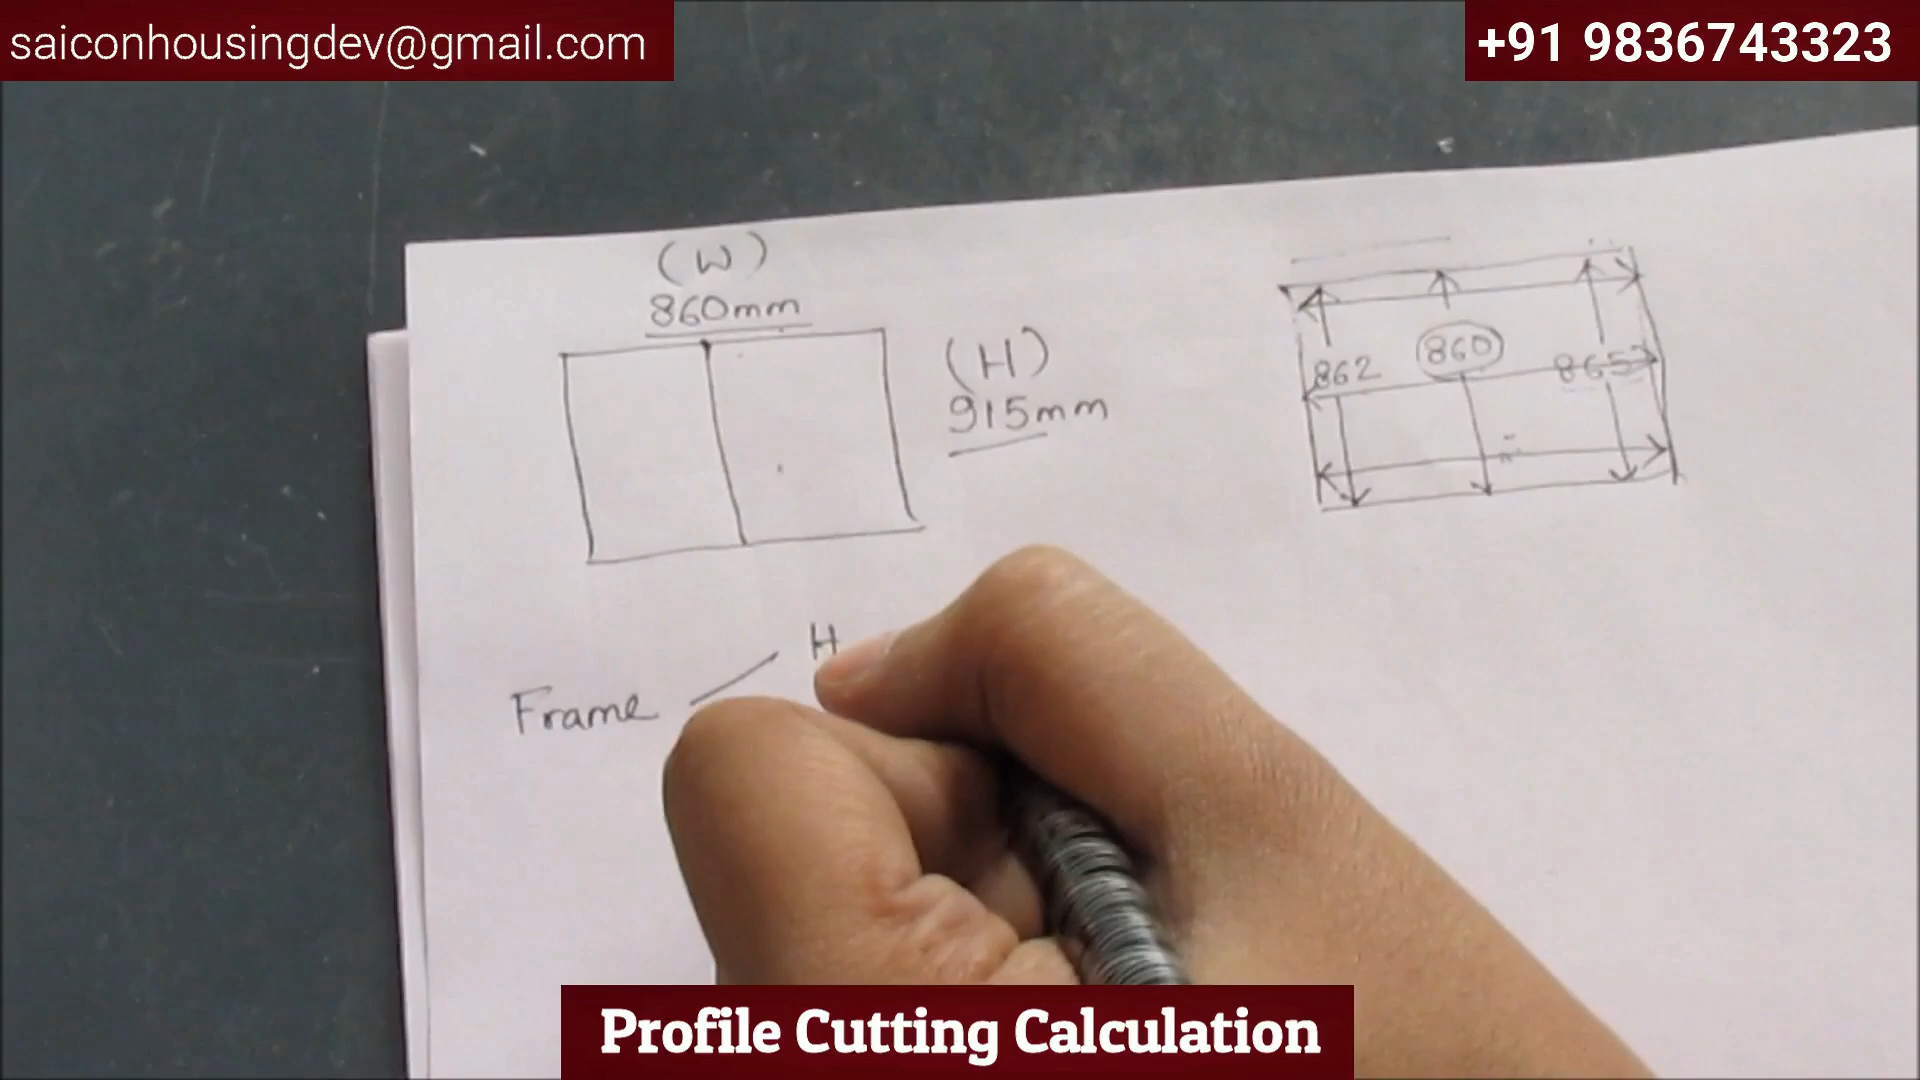 saiconhousingdev@gmail.com
+91 9836743323
(W)
860mm
(H)
915mm
862
860
865
Frame
H
Profile Cutting Calculation